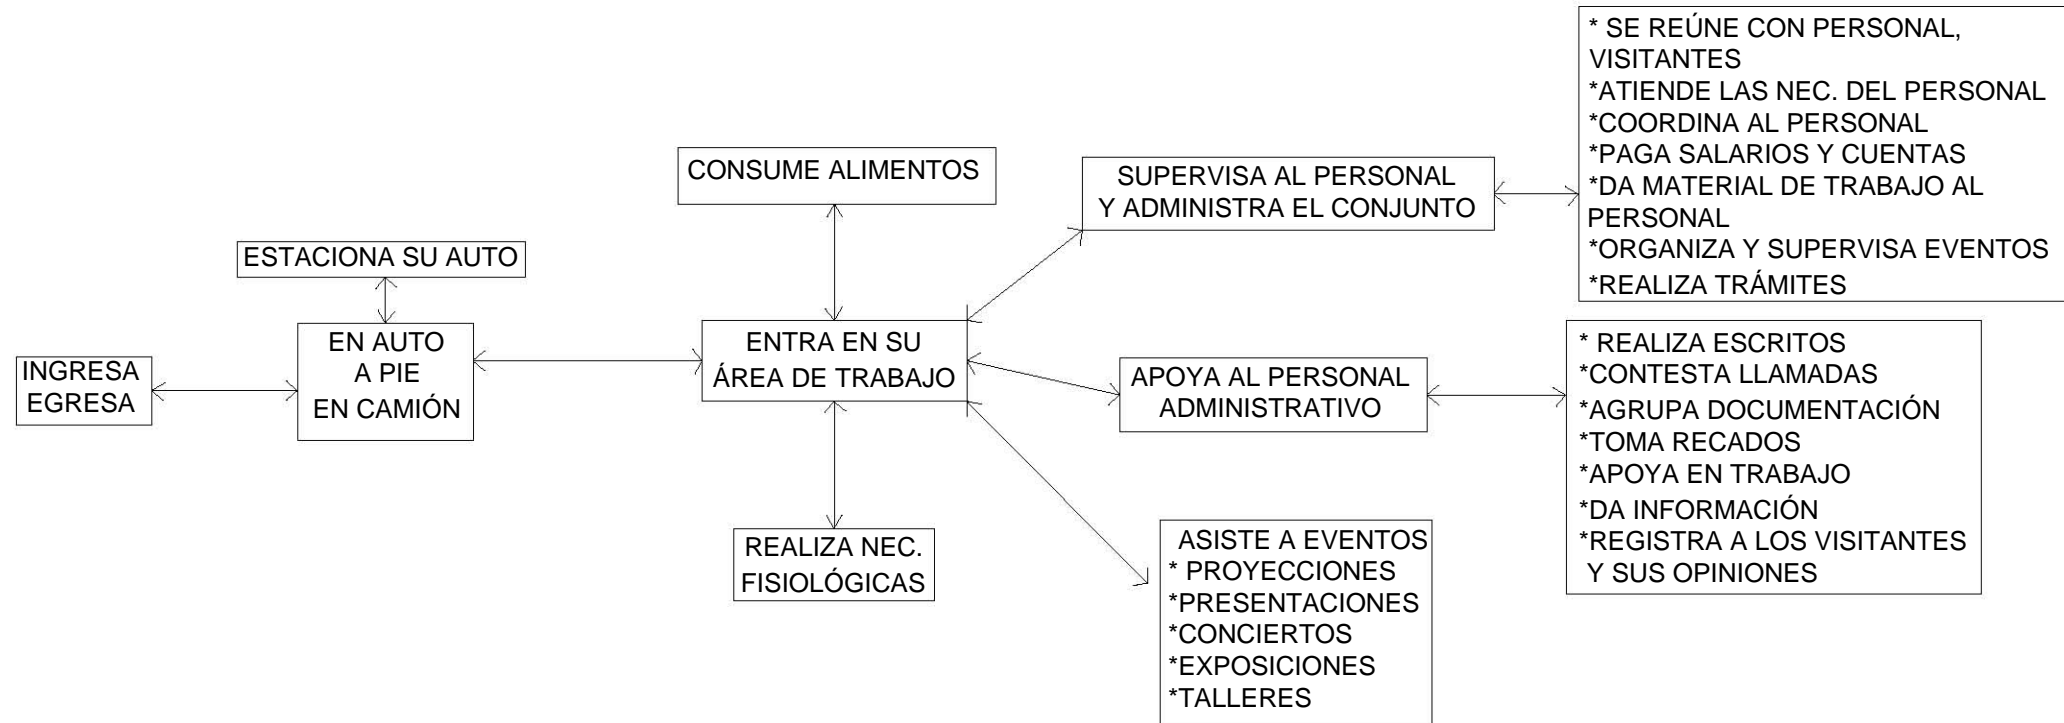 INGRESA
EGRESA
ESTACIONA SU AUTO
EN AUTO
A PIE
EN CAMIÓN
CONSUME ALIMENTOS
ENTRA EN SU
ÁREA DE TRABAJO
REALIZA NEC.
FISIOLÓGICAS
SUPERVISA AL PERSONAL
Y ADMINISTRA EL CONJUNTO
APOYA AL PERSONAL
ADMINISTRATIVO
ASISTE A EVENTOS
* PROYECCIONES
*PRESENTACIONES
*CONCIERTOS
*EXPOSICIONES
*TALLERES
* SE REÚNE CON PERSONAL,
VISITANTES
*ATIENDE LAS NEC. DEL PERSONAL
*COORDINA AL PERSONAL
*PAGA SALARIOS Y CUENTAS
*DA MATERIAL DE TRABAJO AL
PERSONAL
*ORGANIZA Y SUPERVISA EVENTOS
*REALIZA TRÁMITES
* REALIZA ESCRITOS
*CONTESTA LLAMADAS
*AGRUPA DOCUMENTACIÓN
*TOMA RECADOS
*APOYA EN TRABAJO
*DA INFORMACIÓN
*REGISTRA A LOS VISITANTES
Y SUS OPINIONES